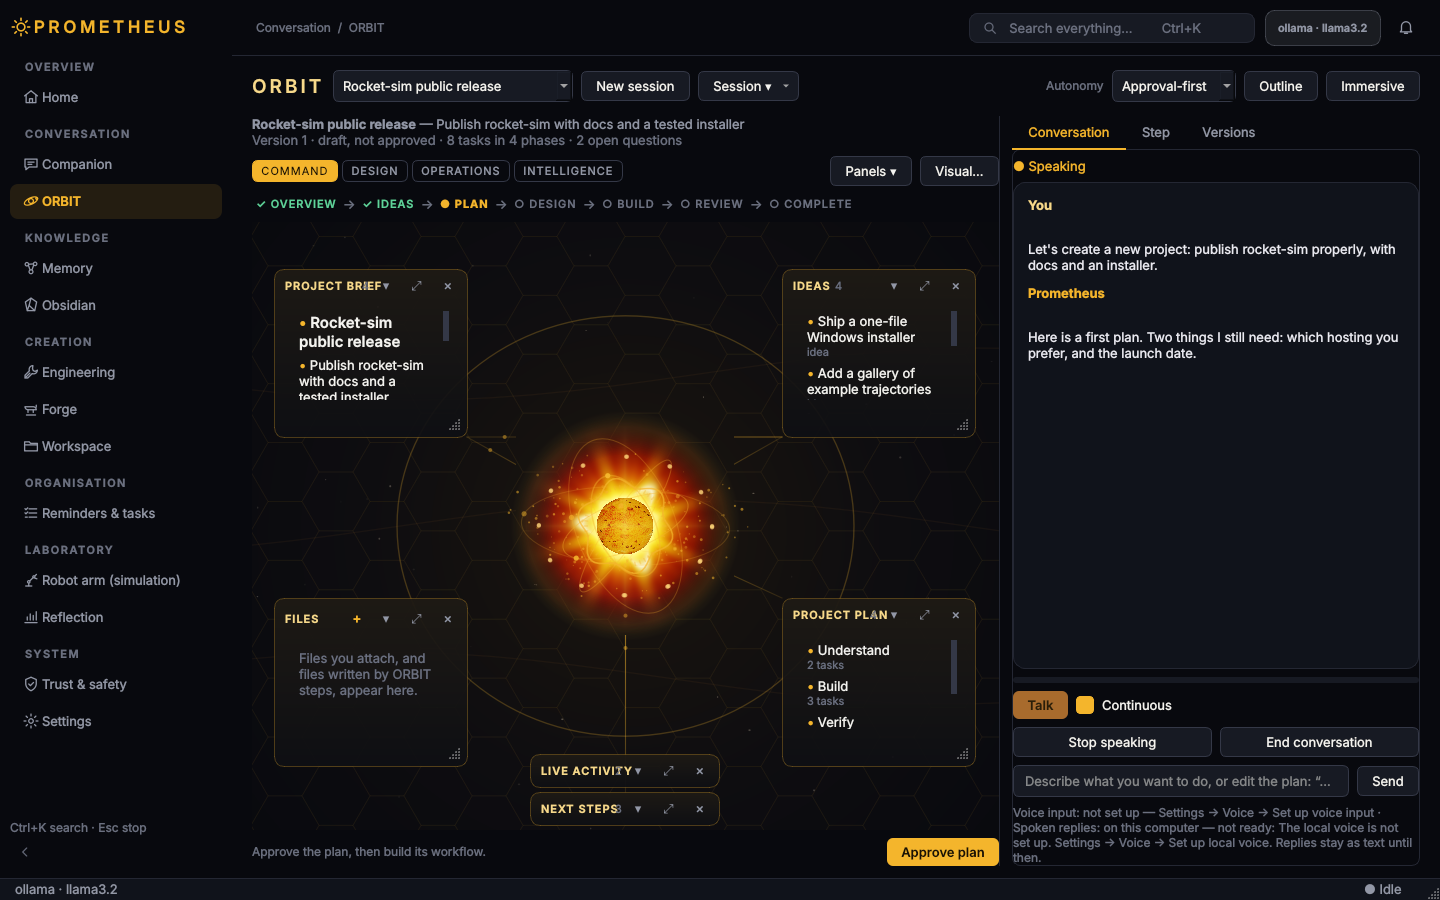 PROMETHEUS
OVERVIEW
Home
CONVERSATION
Companion
ORBIT
KNOWLEDGE
Memory
Obsidian
CREATION
Engineering
Forge
Workspace
ORGANISATION
Reminders & tasks
LABORATORY
Robot arm (simulation)
Reflection
SYSTEM
Trust & safety
Settings
Ctrl+K search · Esc stop
Conversation / ORBIT
Search everything... Ctrl+K
ollama · llama3.2
ORBIT
Rocket-sim public release
New session
Session ▾
Autonomy
Approval-first
Outline
Immersive
Rocket-sim public release — Publish rocket-sim with docs and a tested installer
Version 1 · draft, not approved · 8 tasks in 4 phases · 2 open questions
COMMAND
DESIGN
OPERATIONS
INTELLIGENCE
Panels ▾
Visual...
✓ OVERVIEW → ✓ IDEAS → ● PLAN → ○ DESIGN → ○ BUILD → ○ REVIEW → ○ COMPLETE
PROJECT BRIEF
• Rocket-sim
public release
• Publish rocket-sim
with docs and a
tested installer
IDEAS 4
• Ship a one-file
Windows installer
idea
• Add a gallery of
example trajectories
FILES +
Files you attach, and
files written by ORBIT
steps, appear here.
PROJECT PLAN
• Understand
2 tasks
• Build
3 tasks
• Verify
LIVE ACTIVITY
NEXT STEPS
Approve the plan, then build its workflow.
Approve plan
Conversation
Step
Versions
Speaking
You
Let's create a new project: publish rocket-sim properly, with
docs and an installer.
Prometheus
Here is a first plan. Two things I still need: which hosting you
prefer, and the launch date.
Talk
Continuous
Stop speaking
End conversation
Describe what you want to do, or edit the plan: “...
Send
Voice input: not set up — Settings → Voice → Set up voice input ·
Spoken replies: on this computer — not ready: The local voice is not
set up. Settings → Voice → Set up local voice. Replies stay as text until
then.
ollama · llama3.2
Idle